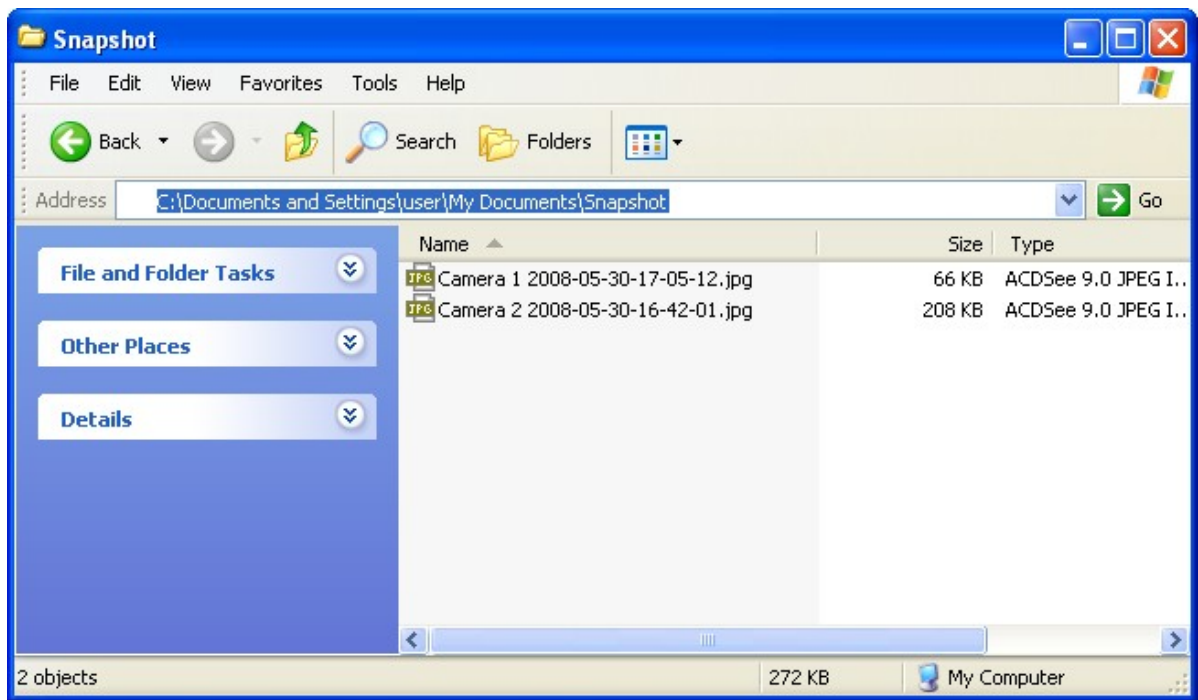 Snapshot
File Edit View Favorites Tools Help
Back Search Folders
Address C:\Documents and Settings\user\My Documents\Snapshot Go
Name Size Type
File and Folder Tasks
Other Places
Details
JPG Camera 1 2008-05-30-17-05-12.jpg 66 KB ACDSee 9.0 JPEG I..
JPG Camera 2 2008-05-30-16-42-01.jpg 208 KB ACDSee 9.0 JPEG I..
2 objects 272 KB My Computer